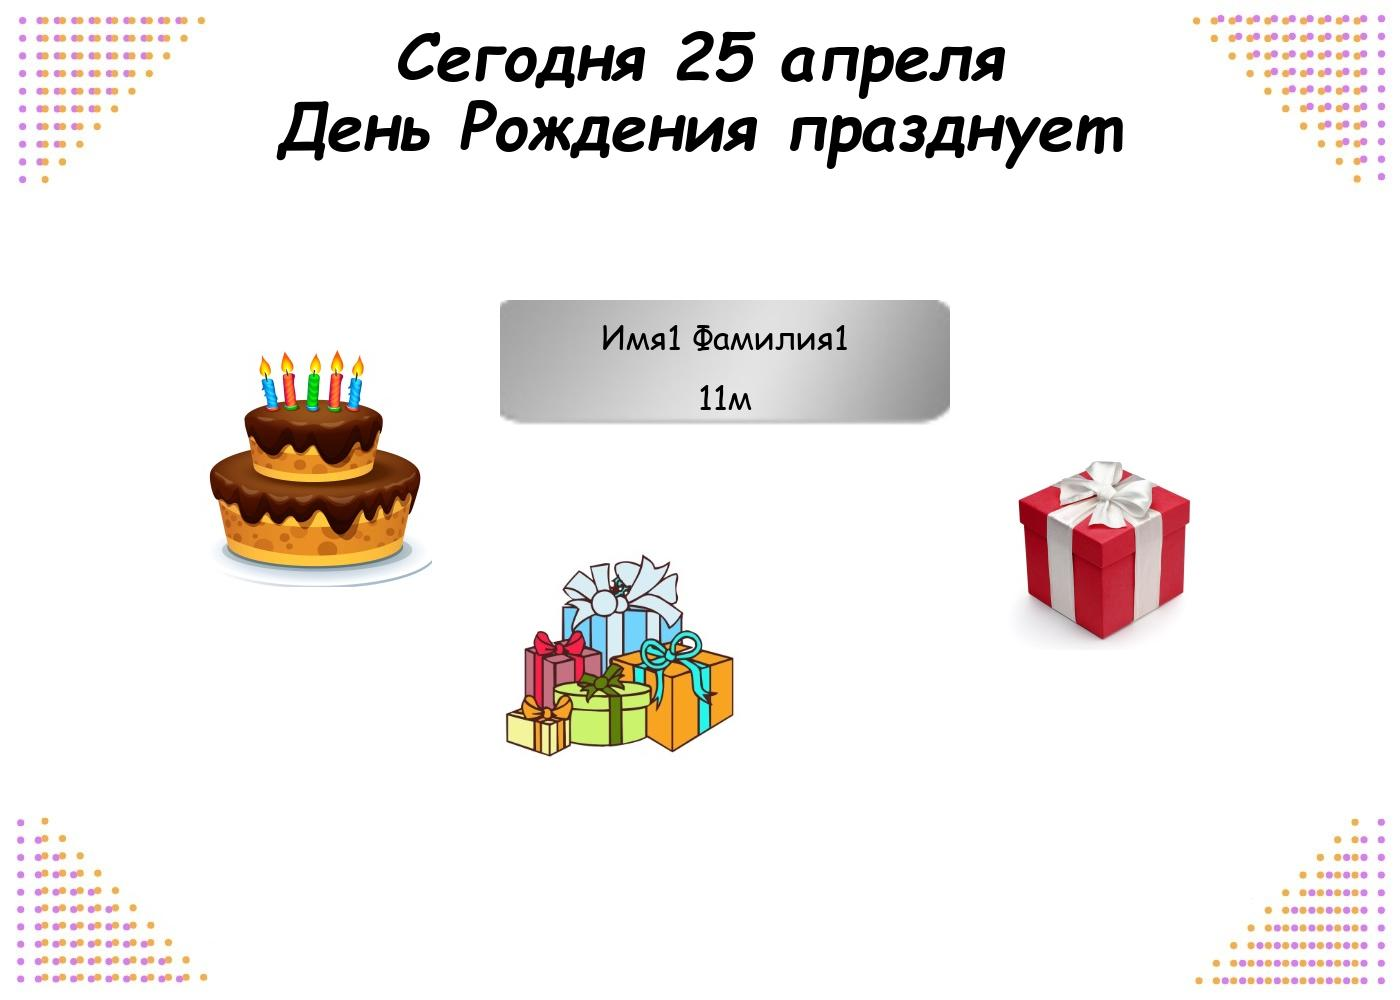 Сегодня 25 апреля
День Рождения празднует
Имя1 Фамилия1
11м